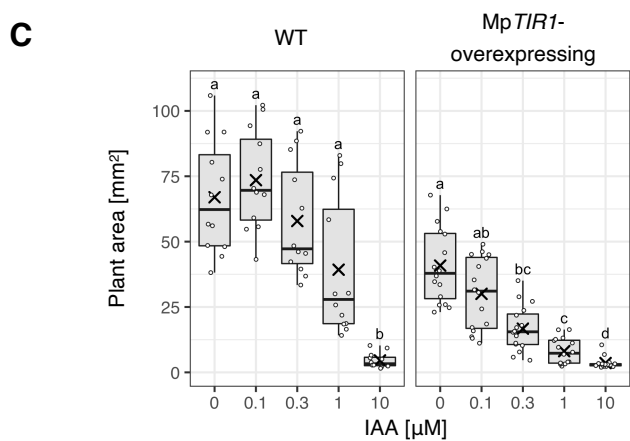 C
WT
MpTIR1-
overexpressing
Plant area [mm²]
100
75
50
25
0
a a a a b
a ab bc c d
0 0.1 0.3 1 10
0 0.1 0.3 1 10
IAA [µM]